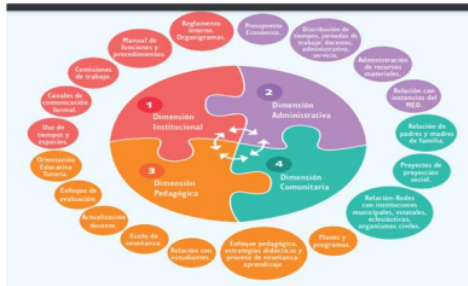 Reglamento
interno.
Organigramas.
Presupuesto
Económico.
Distribución de
tiempos, jornadas de
trabajo: docentes,
administrativo,
servicio.
Manual de
funciones y
procedimientos.
Administración
de recursos
materiales.
Comisiones
de trabajo.
Relación con
instancias del
MED.
Canales de
comunicación
formal.
1
Dimensión
Institucional
2
Dimensión
Administrativa
Uso de
tiempos y
espacios.
Relación de
padres y madres
de familia.
Orientación
Educativa
Tutoría.
3
Dimensión
Pedagógica
4
Dimensión
Comunitaria
Proyectos de
proyección
social.
Enfoque de
evaluación.
Relación-Redes
con instituciones
municipales, estatales,
eclesiásticas,
organismos civiles.
Actualización
docente.
Estilo de
enseñanza.
Relación con
estudiantes.
Enfoque pedagógico,
estrategias didácticas y
proceso de enseñanza-
aprendizaje.
Planes y
programas.